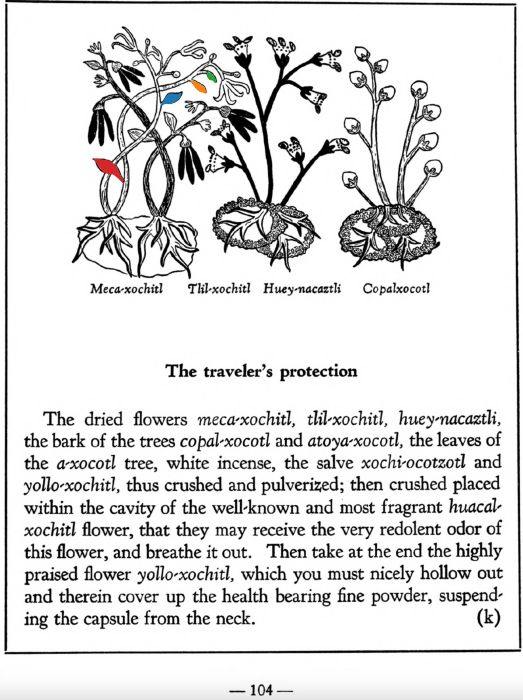 Meca-xochitl Tlil-xochitl Huey-nacaztli Copalxocotl
The traveler's protection
The dried flowers meca-xochitl, tlil-xochitl, huey-nacaztli,
the bark of the trees copal-xocotl and atoya-xocotl, the leaves of
the a-xocotl tree, white incense, the salve xochi-ocotzotl and
yollo-xochitl, thus crushed and pulverized; then crushed placed
within the cavity of the well-known and most fragrant huacal-
xochitl flower, that they may receive the very redolent odor of
this flower, and breathe it out. Then take at the end the highly
praised flower yollo-xochitl, which you must nicely hollow out
and therein cover up the health bearing fine powder, suspend-
ing the capsule from the neck. (k)
— 104 —